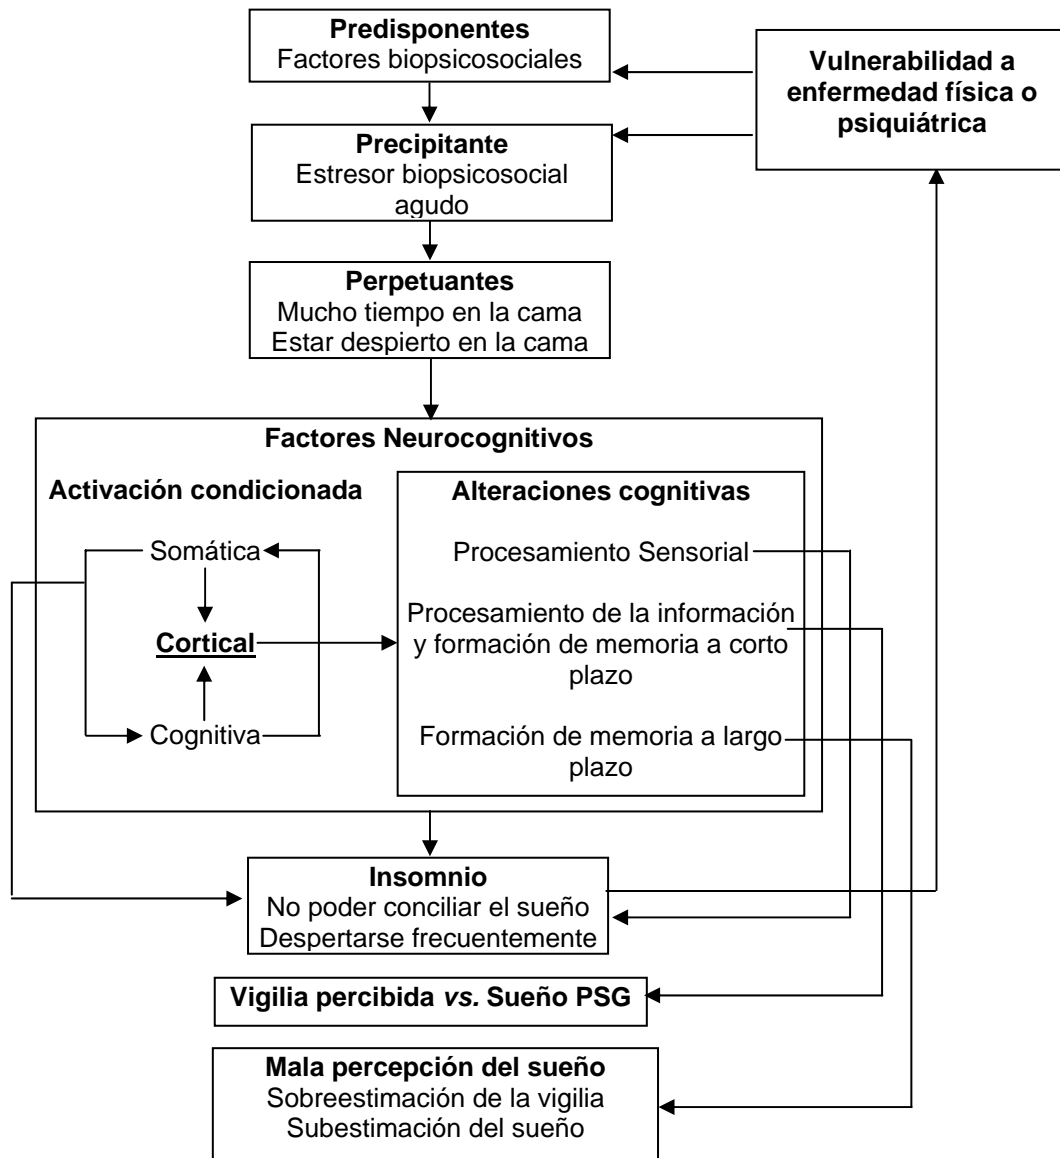 Predisponentes
Factores biopsicosociales
Vulnerabilidad a
enfermedad física o
psiquiátrica
Precipitante
Estresor biopsicosocial
agudo
Perpetuantes
Mucho tiempo en la cama
Estar despierto en la cama
Factores Neurocognitivos
Activación condicionada
Somática
Cortical
Cognitiva
Alteraciones cognitivas
Procesamiento Sensorial
Procesamiento de la información
y formación de memoria a corto
plazo
Formación de memoria a largo
plazo
Insomnio
No poder conciliar el sueño
Despertarse frecuentemente
Vigilia percibida vs. Sueño PSG
Mala percepción del sueño
Sobreestimación de la vigilia
Subestimación del sueño